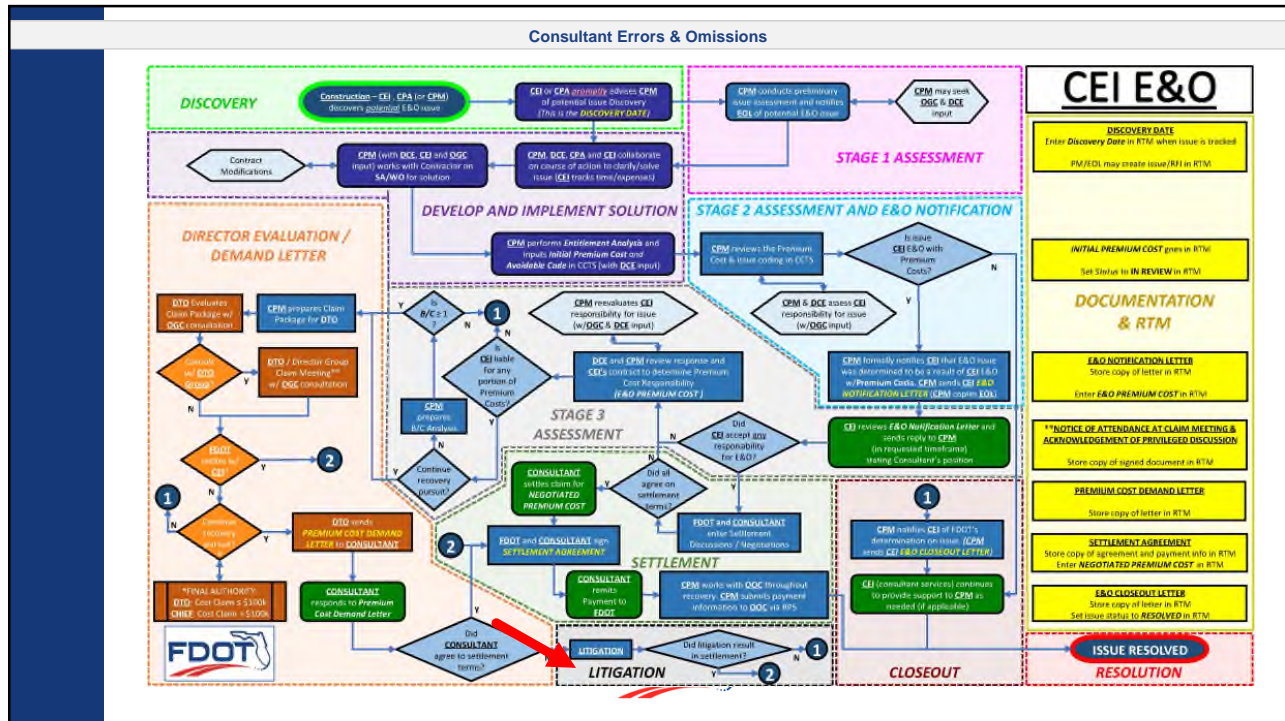 Consultant Errors & Omissions
DISCOVERY
Construction – CEI , CPA (or CPM)
discovers potential E&O issue
CEI or CPA promptly advises CPM
of potential issue Discovery
(This is the DISCOVERY DATE)
CPM conduct preliminary
issue assessment and notifies
EOL of potential E&O issue
CPM may seek
OGC & DCE
input
STAGE 1 ASSESSMENT
Contract
Modifications
CPM (with DCE, CEI and OGC
input) works with Contractor on
SA/WO for solution
CPM, DCE, CPA and CEI collaborate
on course of action to clarify/solve
issue (CEI tracks time/expenses)
DEVELOP AND IMPLEMENT SOLUTION
CPM performs Entitlement Analysis and
inputs Initial Premium Cost and
Avoidable Code in CCTS (with DCE input)
STAGE 2 ASSESSMENT AND E&O NOTIFICATION
CPM reviews the Premium
Cost & issue coding in CCTS
Is issue
CEI E&O with
Premium
Costs?
N
Y
CPM & DCE assess CEI
responsibility for issue
(w/OGC input)
CPM formally notifies CEI that E&O issue
was determined to be a result of CEI E&O
w/Premium Costs. CPM sends CEI E&O
NOTIFICATION LETTER (CPM copies EOL)
DIRECTOR EVALUATION /
DEMAND LETTER
DTO Evaluates
Claim Package w/
OGC consultation
CPM prepares Claim
Package for DTO
Consult
w/ DTO
Group?
Y
N
DTO / Director Group
Claim Meeting**
w/ OGC consultation
FDOT
settles w/
CEI?
Y
2
N
1
N
Continue
recovery
pursuit?
Y
DTO sends
PREMIUM COST DEMAND
LETTER to CONSULTANT
*FINAL AUTHORITY:
DTO: Cost Claim ≤ $100k
CHIEF: Cost Claim > $100k
CONSULTANT
responds to Premium
Cost Demand Letter
FDOT
Did
CONSULTANT
agree to settlement
terms?
Y
STAGE 3
ASSESSMENT
Y
Is
B/C ≥ 1
?
N
1
N
Is
CEI liable
for any
portion of
Premium
Costs?
Y
CPM
prepares
B/C Analysis
N
Continue
recovery
pursuit?
Y
CPM reevaluates CEI
responsibility for issue
(w/OGC & DCE input)
DCE and CPM review response and
CEI's contract to determine Premium
Cost Responsibility
(E&O PREMIUM COST )
N
N
Did
CEI accept any
responsibility
for E&O?
Y
CEI reviews E&O Notification Letter and
sends reply to CPM
(in requested timeframe)
stating Consultant's position
CONSULTANT
settles claim for
NEGOTIATED
PREMIUM COST
Y
Did all
agree on
settlement
terms?
FDOT and CONSULTANT
enter Settlement
Discussions / Negotiations
2
FDOT and CONSULTANT sign
SETTLEMENT AGREEMENT
SETTLEMENT
CONSULTANT
remits
Payment to
FDOT
CPM works with OOC throughout
recovery. CPM submits payment
information to OOC via RPS
LITIGATION
LITIGATION
Did litigation result
in settlement?
N
1
Y
2
1
CPM notifies CEI of FDOT's
determination on issue. (CPM
sends CEI E&O CLOSEOUT LETTER)
CEI (consultant services) continues
to provide support to CPM as
needed (if applicable)
CLOSEOUT
CEI E&O
DISCOVERY DATE
Enter Discovery Date in RTM when issue is tracked
PM/EOL may create issue/RFI in RTM
INITIAL PREMIUM COST goes in RTM
Set Status to IN REVIEW in RTM
DOCUMENTATION
& RTM
E&O NOTIFICATION LETTER
Store copy of letter in RTM
Enter E&O PREMIUM COST in RTM
**NOTICE OF ATTENDANCE AT CLAIM MEETING &
ACKNOWLEDGEMENT OF PRIVILEGED DISCUSSION
Store copy of signed document in RTM
PREMIUM COST DEMAND LETTER
Store copy of letter in RTM
SETTLEMENT AGREEMENT
Store copy of agreement and payment info in RTM
Enter NEGOTIATED PREMIUM COST in RTM
E&O CLOSEOUT LETTER
Store copy of letter in RTM
Set issue status to RESOLVED in RTM
ISSUE RESOLVED
RESOLUTION